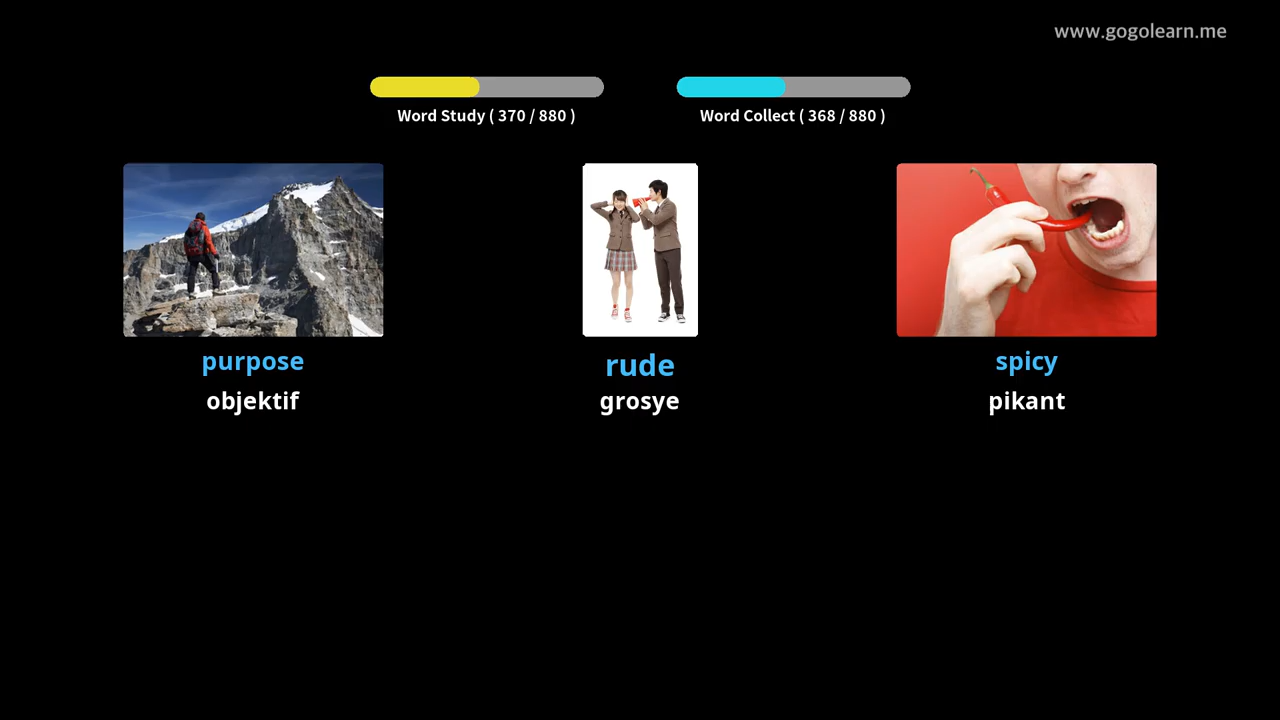 www.gogolearn.me
Word Study ( 370 / 880 )
Word Collect ( 368 / 880 )
purpose
rude
spicy
objektif
grosye
pikant